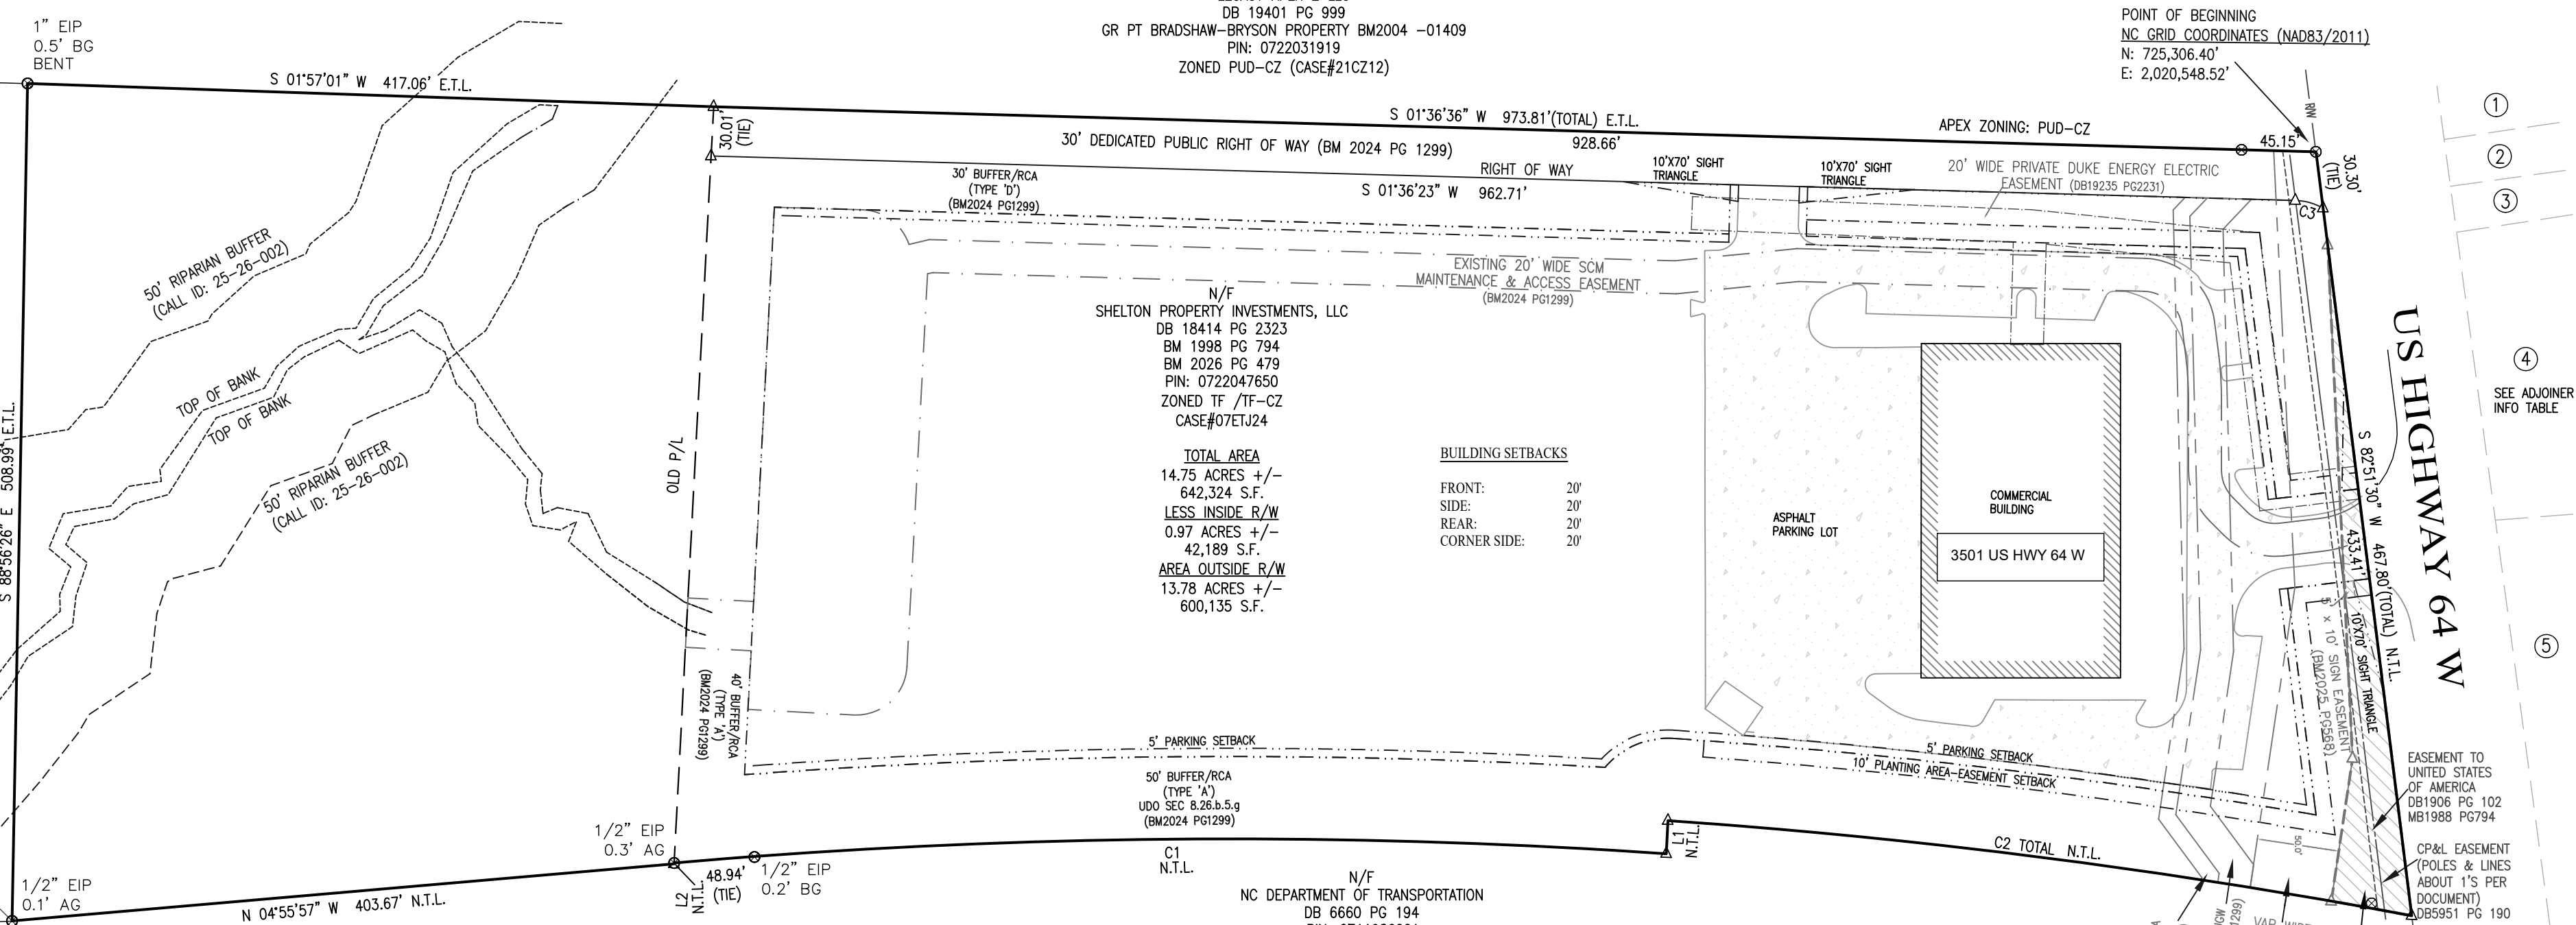 DB 19401 PG 999
GR PT BRADSHAW-BRYSON PROPERTY BM2004 -01409
PIN: 0722031919
ZONED PUD-CZ (CASE#21CZ12)
POINT OF BEGINNING
NC GRID COORDINATES (NAD83/2011)
N: 725,306.40'
E: 2,020,548.52'
1" EIP
0.5' BG
BENT
S 01°57'01" W 417.06' E.T.L.
30.01'
(TIE)
S 01°36'36" W 973.81'(TOTAL) E.T.L.
APEX ZONING: PUD-CZ
R/W
30' DEDICATED PUBLIC RIGHT OF WAY (BM 2024 PG 1299)
928.66'
45.15'
30.30'
(TIE)
C3
RIGHT OF WAY
S 01°36'23" W 962.71'
10'X70' SIGHT
TRIANGLE
10'X70' SIGHT
TRIANGLE
20' WIDE PRIVATE DUKE ENERGY ELECTRIC
EASEMENT (DB19235 PG2231)
30' BUFFER/RCA
(TYPE 'D')
(BM2024 PG1299)
1
2
3
4
SEE ADJOINER
INFO TABLE
5
50' RIPARIAN BUFFER
(CALL ID: 25-26-002)
TOP OF BANK
TOP OF BANK
50' RIPARIAN BUFFER
(CALL ID: 25-26-002)
S 88°56'26" E 508.99' E.T.L.
OLD P/L
EXISTING 20' WIDE SCM
MAINTENANCE & ACCESS EASEMENT
(BM2024 PG1299)
N/F
SHELTON PROPERTY INVESTMENTS, LLC
DB 18414 PG 2323
BM 1998 PG 794
BM 2026 PG 479
PIN: 0722047650
ZONED TF /TF-CZ
CASE#07ETJ24
TOTAL AREA
14.75 ACRES +/-
642,324 S.F.
LESS INSIDE R/W
0.97 ACRES +/-
42,189 S.F.
AREA OUTSIDE R/W
13.78 ACRES +/-
600,135 S.F.
BUILDING SETBACKS
FRONT: 20'
SIDE: 20'
REAR: 20'
CORNER SIDE: 20'
ASPHALT
PARKING LOT
COMMERCIAL
BUILDING
3501 US HWY 64 W
US HIGHWAY 64 W
S 82°51'30" W 467.80'(TOTAL) N.T.L.
433.41'
10'X70' SIGHT TRIANGLE
5' x 10' SIGN EASEMENT
(BM2025 PG568)
40' BUFFER/RCA
(TYPE 'A')
(BM2024 PG1299)
5' PARKING SETBACK
50' BUFFER/RCA
(TYPE 'A')
UDO SEC 8.26.b.5.g
(BM2024 PG1299)
5' PARKING SETBACK
10' PLANTING AREA-EASEMENT SETBACK
EASEMENT TO
UNITED STATES
OF AMERICA
DB1906 PG 102
MB1988 PG794
CP&L EASEMENT
(POLES & LINES
ABOUT 1'S PER
DOCUMENT)
DB5951 PG 190
50.0'
1/2" EIP
0.3' AG
1/2" EIP
0.2' BG
48.94'
(TIE)
L2
N.T.L.
C1
N.T.L.
L1
N.T.L.
C2 TOTAL N.T.L.
1/2" EIP
0.1' AG
N 04°55'57" W 403.67' N.T.L.
N/F
NC DEPARTMENT OF TRANSPORTATION
DB 6660 PG 194